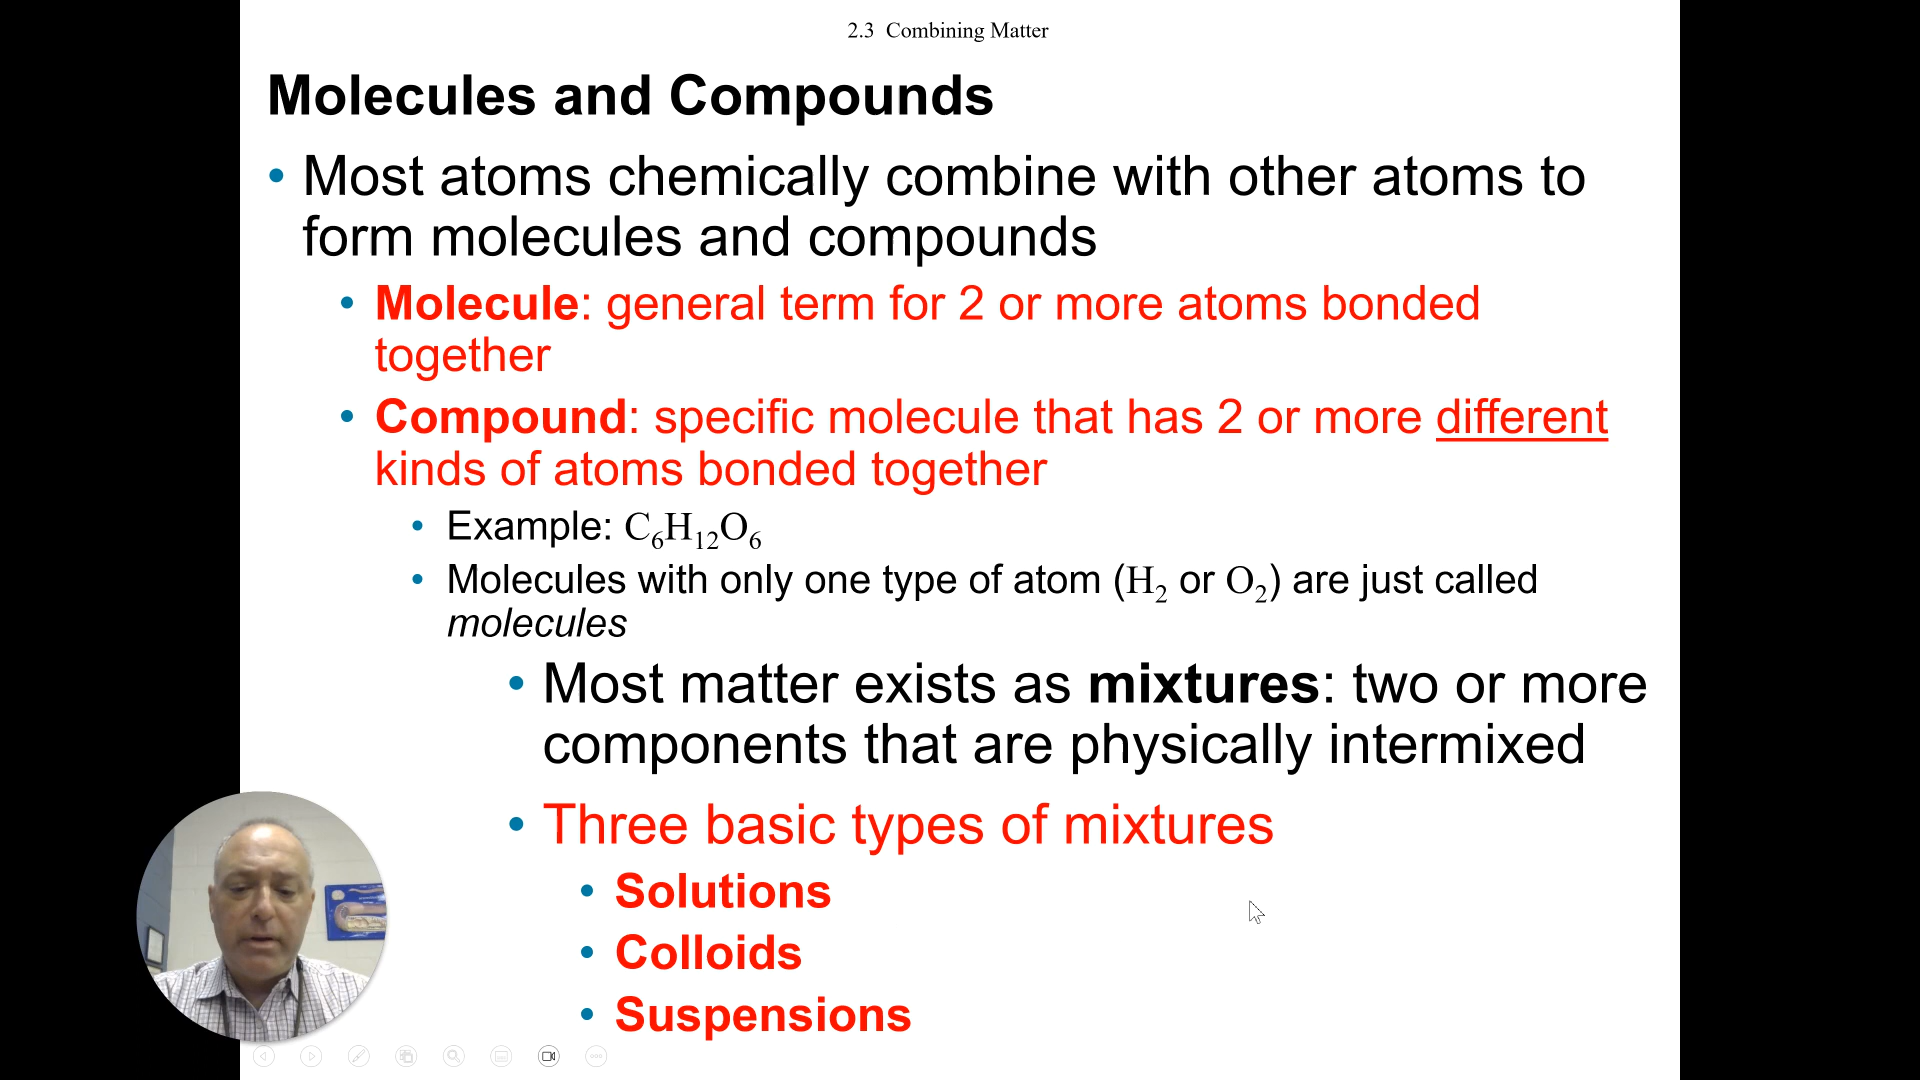 2.3 Combining Matter
Molecules and Compounds
• Most atoms chemically combine with other atoms to
form molecules and compounds
• Molecule: general term for 2 or more atoms bonded
together
• Compound: specific molecule that has 2 or more different
kinds of atoms bonded together
• Example: C₆H₁₂O₆
• Molecules with only one type of atom (H₂ or O₂) are just called
molecules
• Most matter exists as mixtures: two or more
components that are physically intermixed
• Three basic types of mixtures
• Solutions
• Colloids
• Suspensions